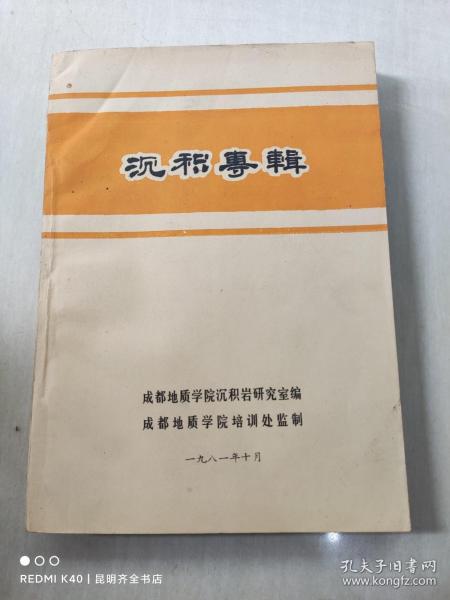 沉积專輯
成都地质学院沉积岩研究室编
成都地质学院培训处监制
一九八一年十月
REDMI K40 | 昆明齐全书店
孔夫子旧书网
www.kongfz.com